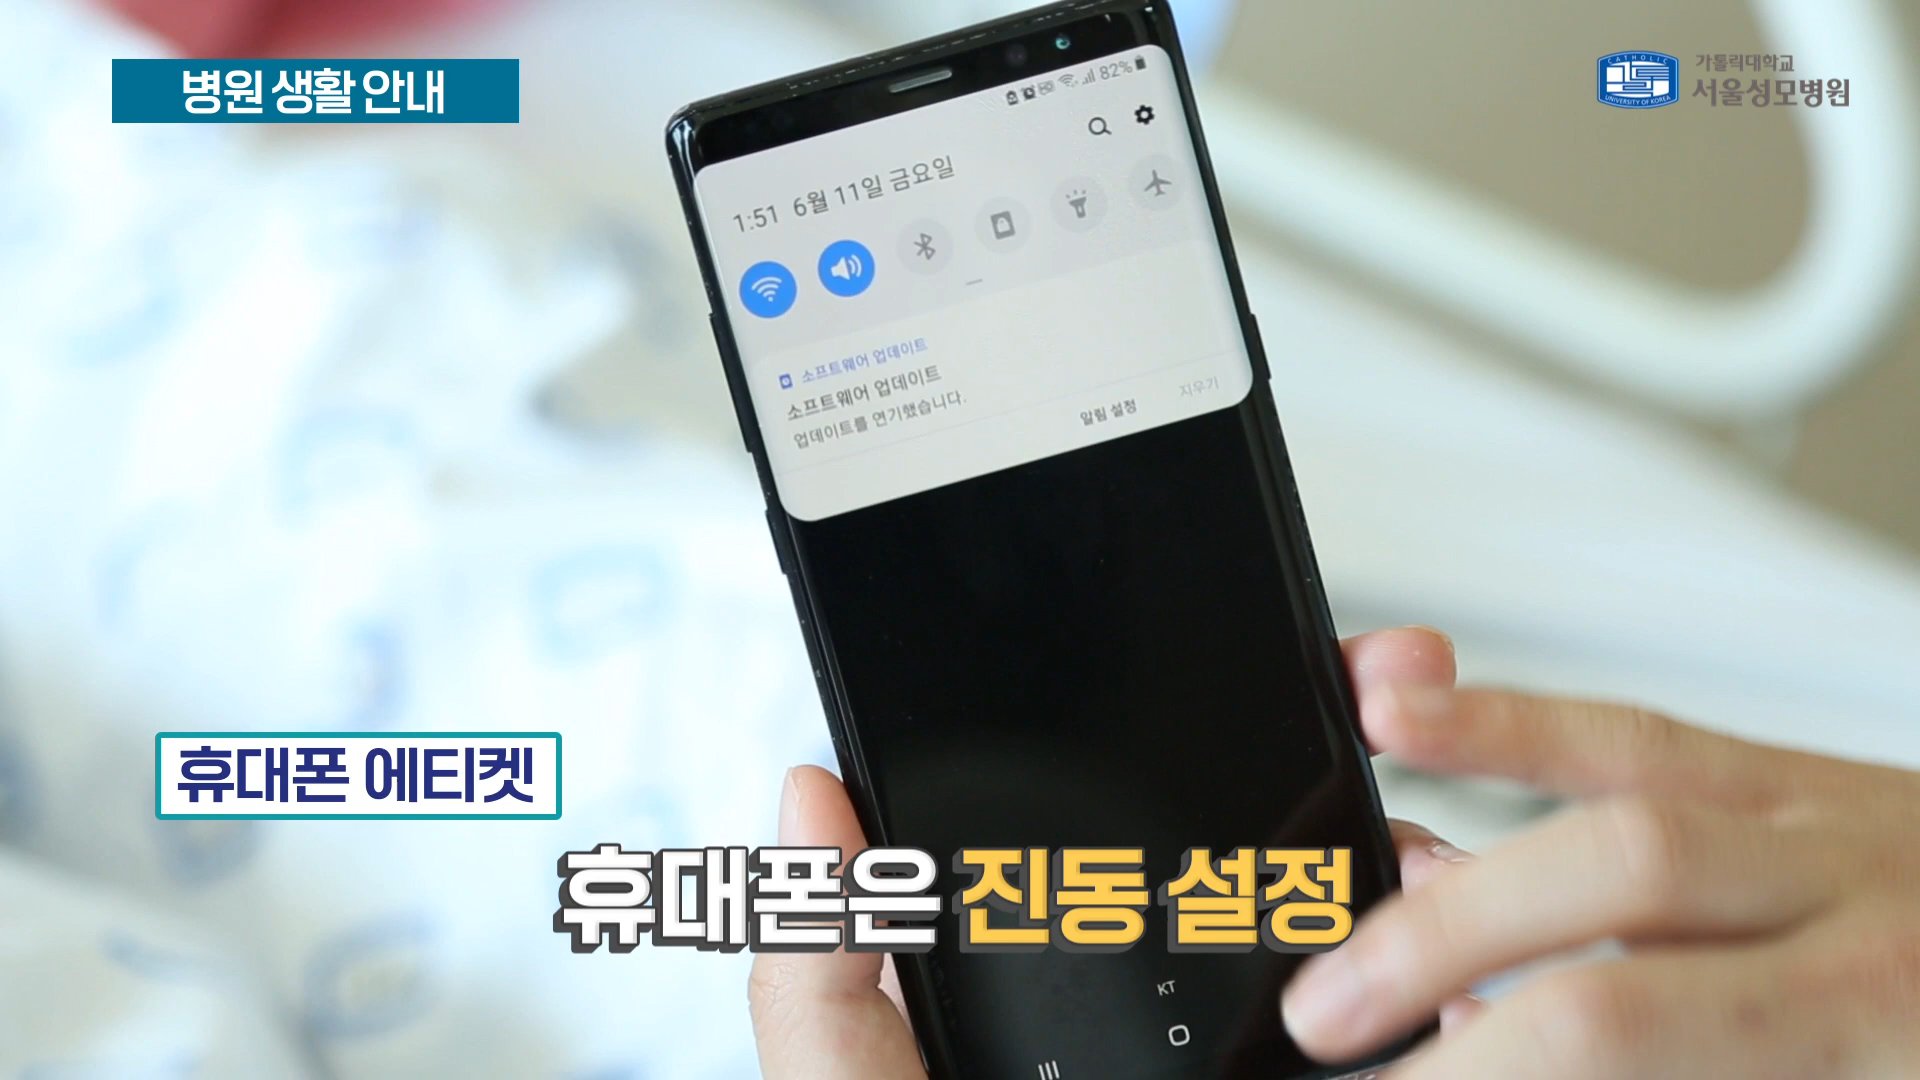 병원 생활 안내
CATHOLIC
UNIVERSITY OF KOREA
가톨릭대학교
서울성모병원
82%
1:51 6월 11일 금요일
소프트웨어 업데이트
소프트웨어 업데이트
업데이트를 연기했습니다.
알림 설정 지우기
휴대폰 에티켓
휴대폰은 진동 설정
KT